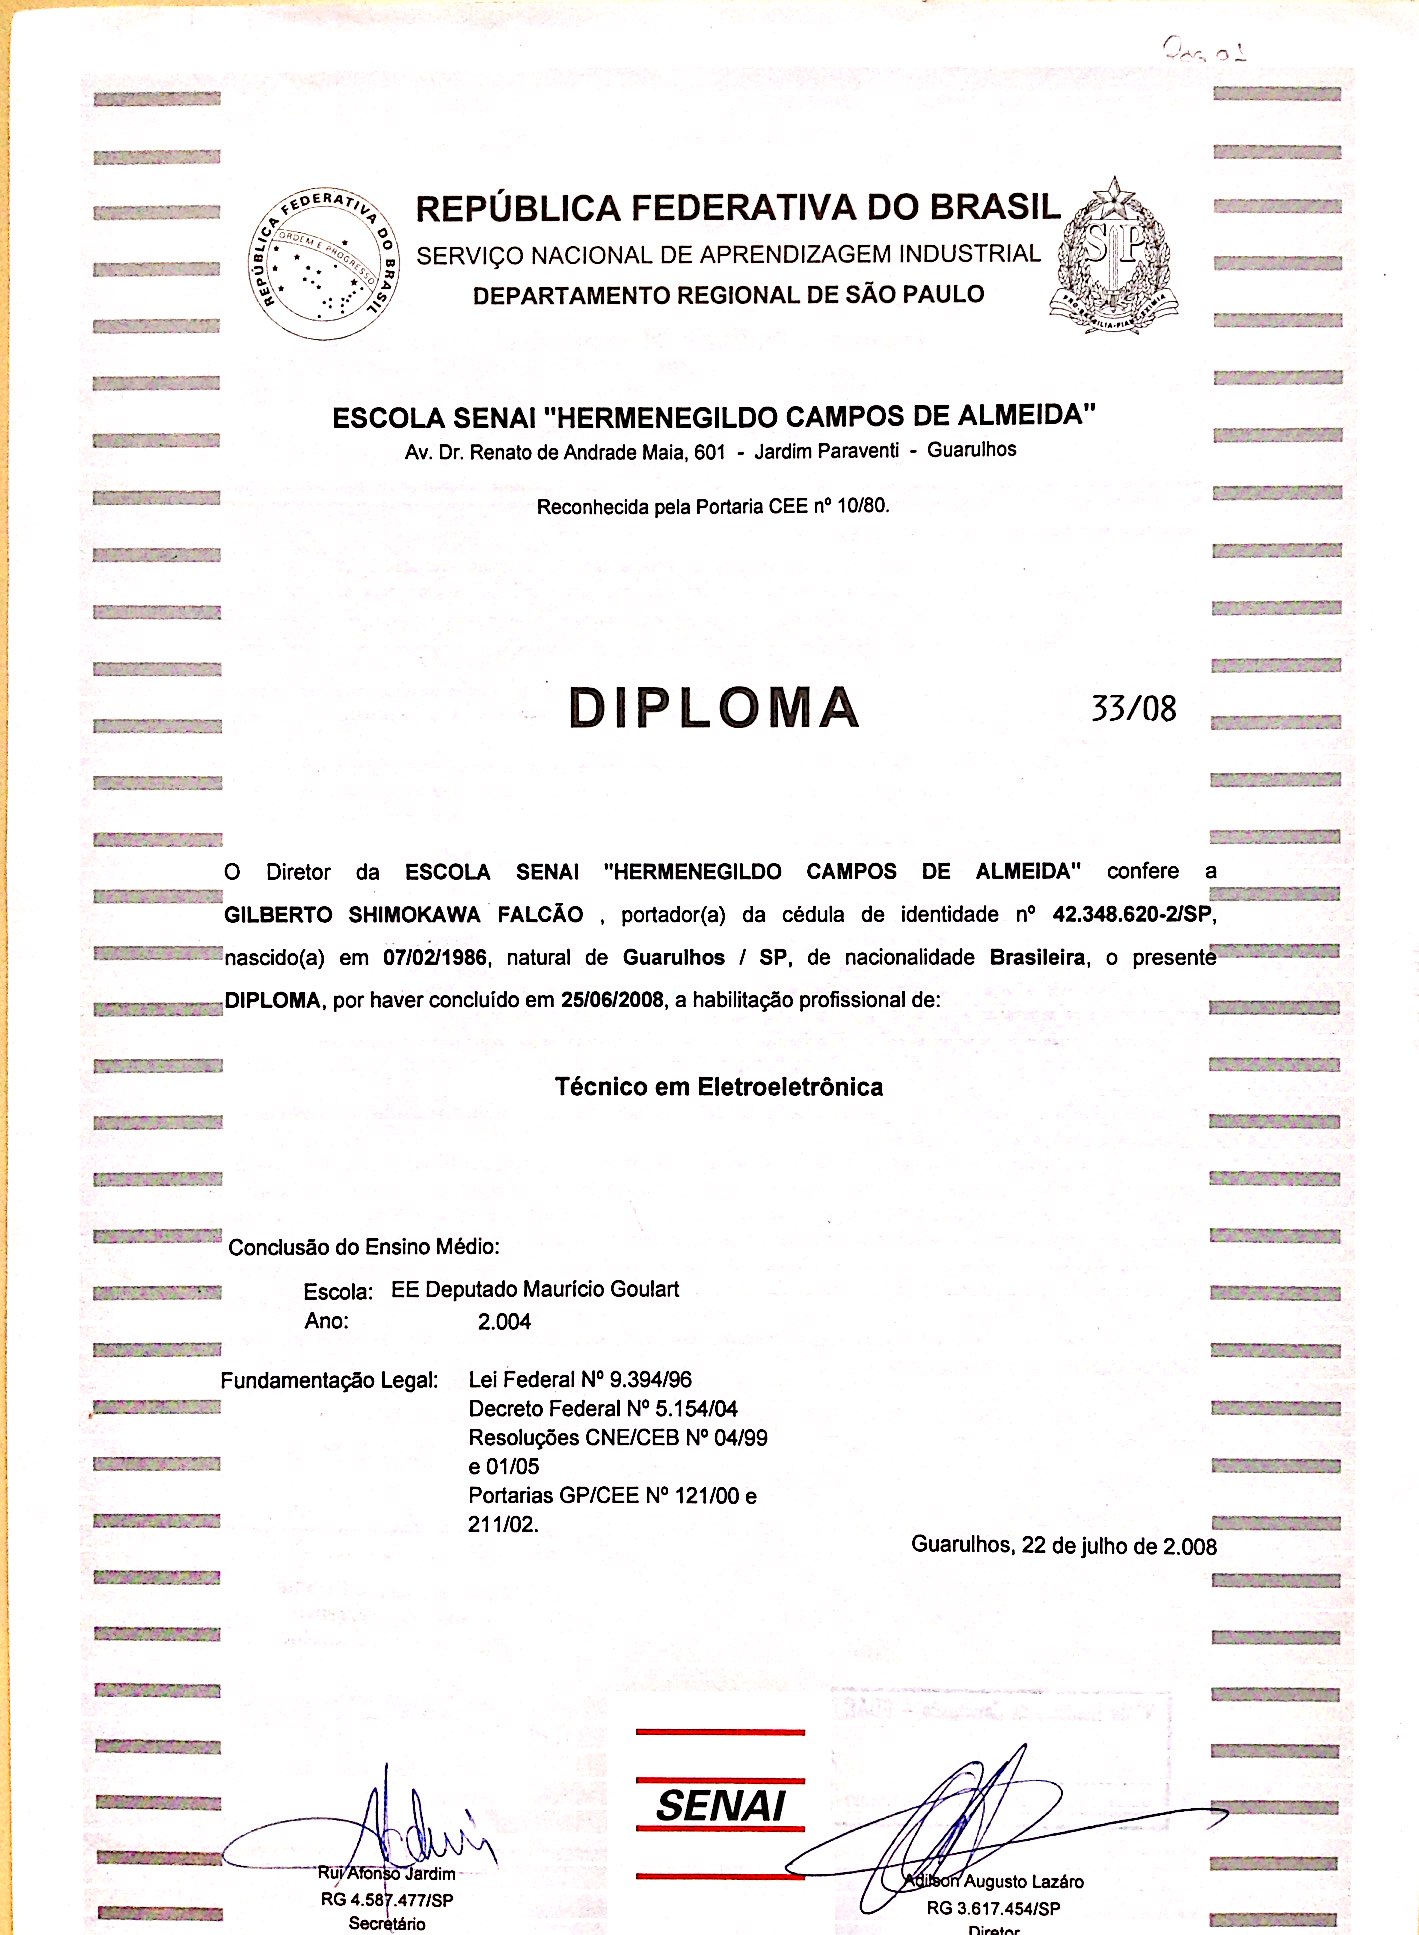 Pag 01
REPÚBLICA FEDERATIVA DO BRASIL
ORDEM E PROGRESSO
REPÚBLICA FEDERATIVA DO BRASIL
SERVIÇO NACIONAL DE APRENDIZAGEM INDUSTRIAL
DEPARTAMENTO REGIONAL DE SÃO PAULO
SP
ESCOLA SENAI "HERMENEGILDO CAMPOS DE ALMEIDA"
Av. Dr. Renato de Andrade Maia, 601 - Jardim Paraventi - Guarulhos
Reconhecida pela Portaria CEE nº 10/80.
DIPLOMA 33/08
O Diretor da ESCOLA SENAI "HERMENEGILDO CAMPOS DE ALMEIDA" confere a
GILBERTO SHIMOKAWA FALCÃO , portador(a) da cédula de identidade nº 42.348.620-2/SP,
nascido(a) em 07/02/1986, natural de Guarulhos / SP, de nacionalidade Brasileira, o presente
DIPLOMA, por haver concluído em 25/06/2008, a habilitação profissional de:
Técnico em Eletroeletrônica
Conclusão do Ensino Médio:
Escola: EE Deputado Maurício Goulart
Ano: 2.004
Fundamentação Legal: Lei Federal Nº 9.394/96
Decreto Federal Nº 5.154/04
Resoluções CNE/CEB Nº 04/99
e 01/05
Portarias GP/CEE Nº 121/00 e
211/02.
Guarulhos, 22 de julho de 2.008
SENAI
Rui Afonso Jardim
RG 4.587.477/SP
Secretário
Adilson Augusto Lazáro
RG 3.617.454/SP
Diretor